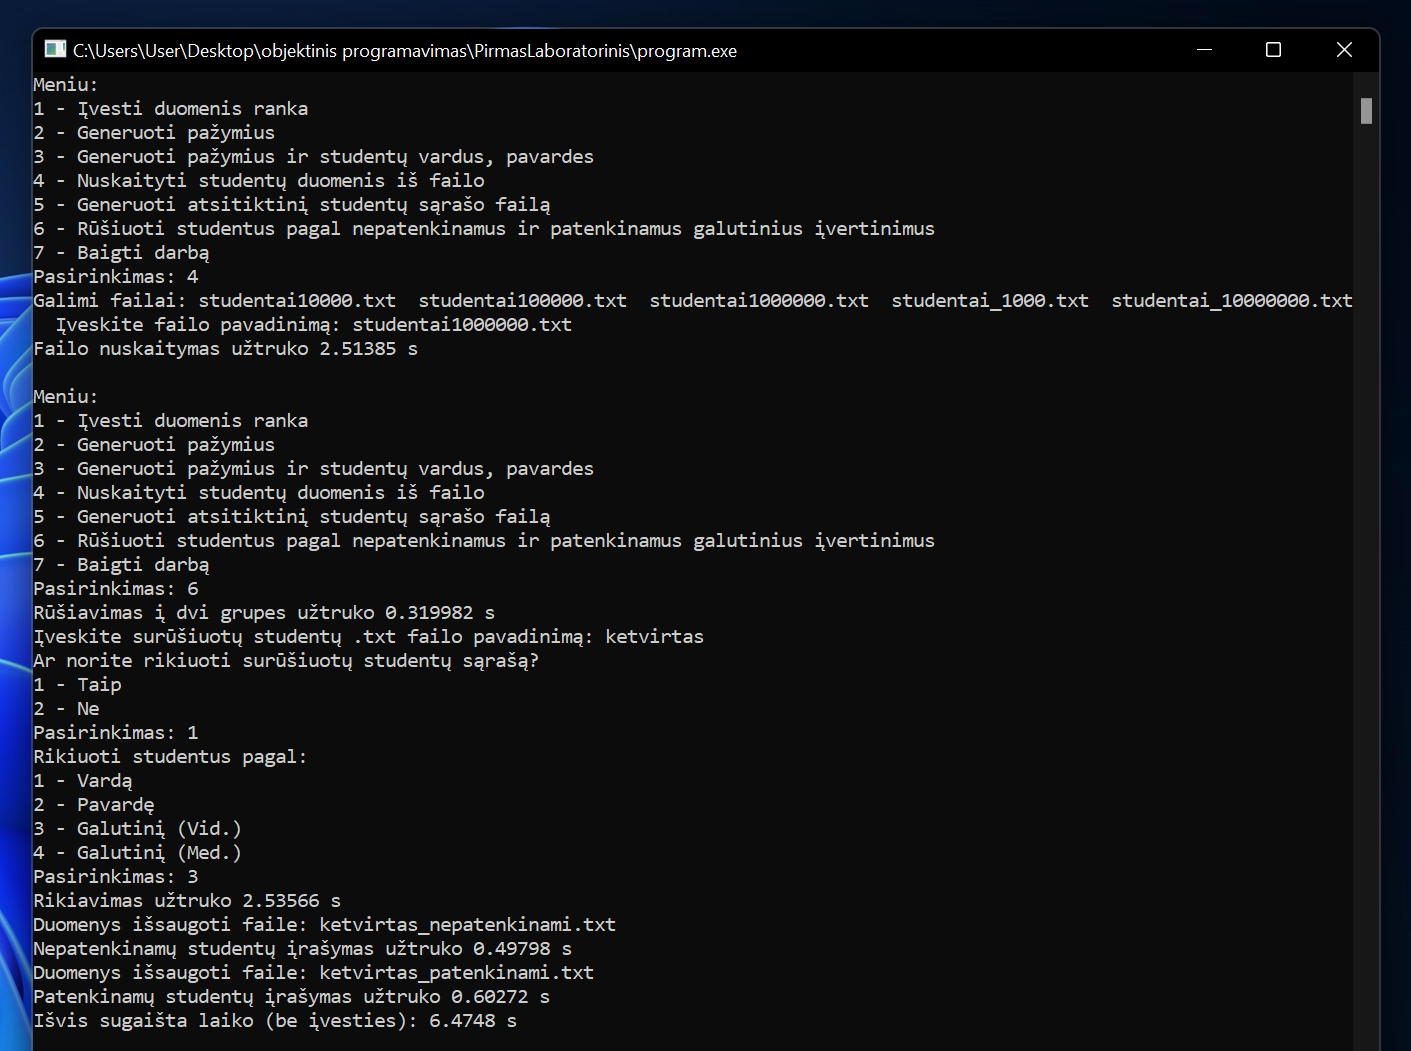 C:\Users\User\Desktop\objektinis programavimas\PirmasLaboratorinis\program.exe
Meniu:
1 - Įvesti duomenis ranka
2 - Generuoti pažymius
3 - Generuoti pažymius ir studentų vardus, pavardes
4 - Nuskaityti studentų duomenis iš failo
5 - Generuoti atsitiktinį studentų sąrašo failą
6 - Rūšiuoti studentus pagal nepatenkinamus ir patenkinamus galutinius įvertinimus
7 - Baigti darbą
Pasirinkimas: 4
Galimi failai: studentai10000.txt  studentai100000.txt  studentai1000000.txt  studentai_1000.txt  studentai_10000000.txt
  Įveskite failo pavadinimą: studentai1000000.txt
Failo nuskaitymas užtruko 2.51385 s

Meniu:
1 - Įvesti duomenis ranka
2 - Generuoti pažymius
3 - Generuoti pažymius ir studentų vardus, pavardes
4 - Nuskaityti studentų duomenis iš failo
5 - Generuoti atsitiktinį studentų sąrašo failą
6 - Rūšiuoti studentus pagal nepatenkinamus ir patenkinamus galutinius įvertinimus
7 - Baigti darbą
Pasirinkimas: 6
Rūšiavimas į dvi grupes užtruko 0.319982 s
Įveskite surūšiuotų studentų .txt failo pavadinimą: ketvirtas
Ar norite rikiuoti surūšiuotų studentų sąrašą?
1 - Taip
2 - Ne
Pasirinkimas: 1
Rikiuoti studentus pagal:
1 - Vardą
2 - Pavardę
3 - Galutinį (Vid.)
4 - Galutinį (Med.)
Pasirinkimas: 3
Rikiavimas užtruko 2.53566 s
Duomenys išsaugoti faile: ketvirtas_nepatenkinami.txt
Nepatenkinamų studentų įrašymas užtruko 0.49798 s
Duomenys išsaugoti faile: ketvirtas_patenkinami.txt
Patenkinamų studentų įrašymas užtruko 0.60272 s
Išvis sugaišta laiko (be įvesties): 6.4748 s